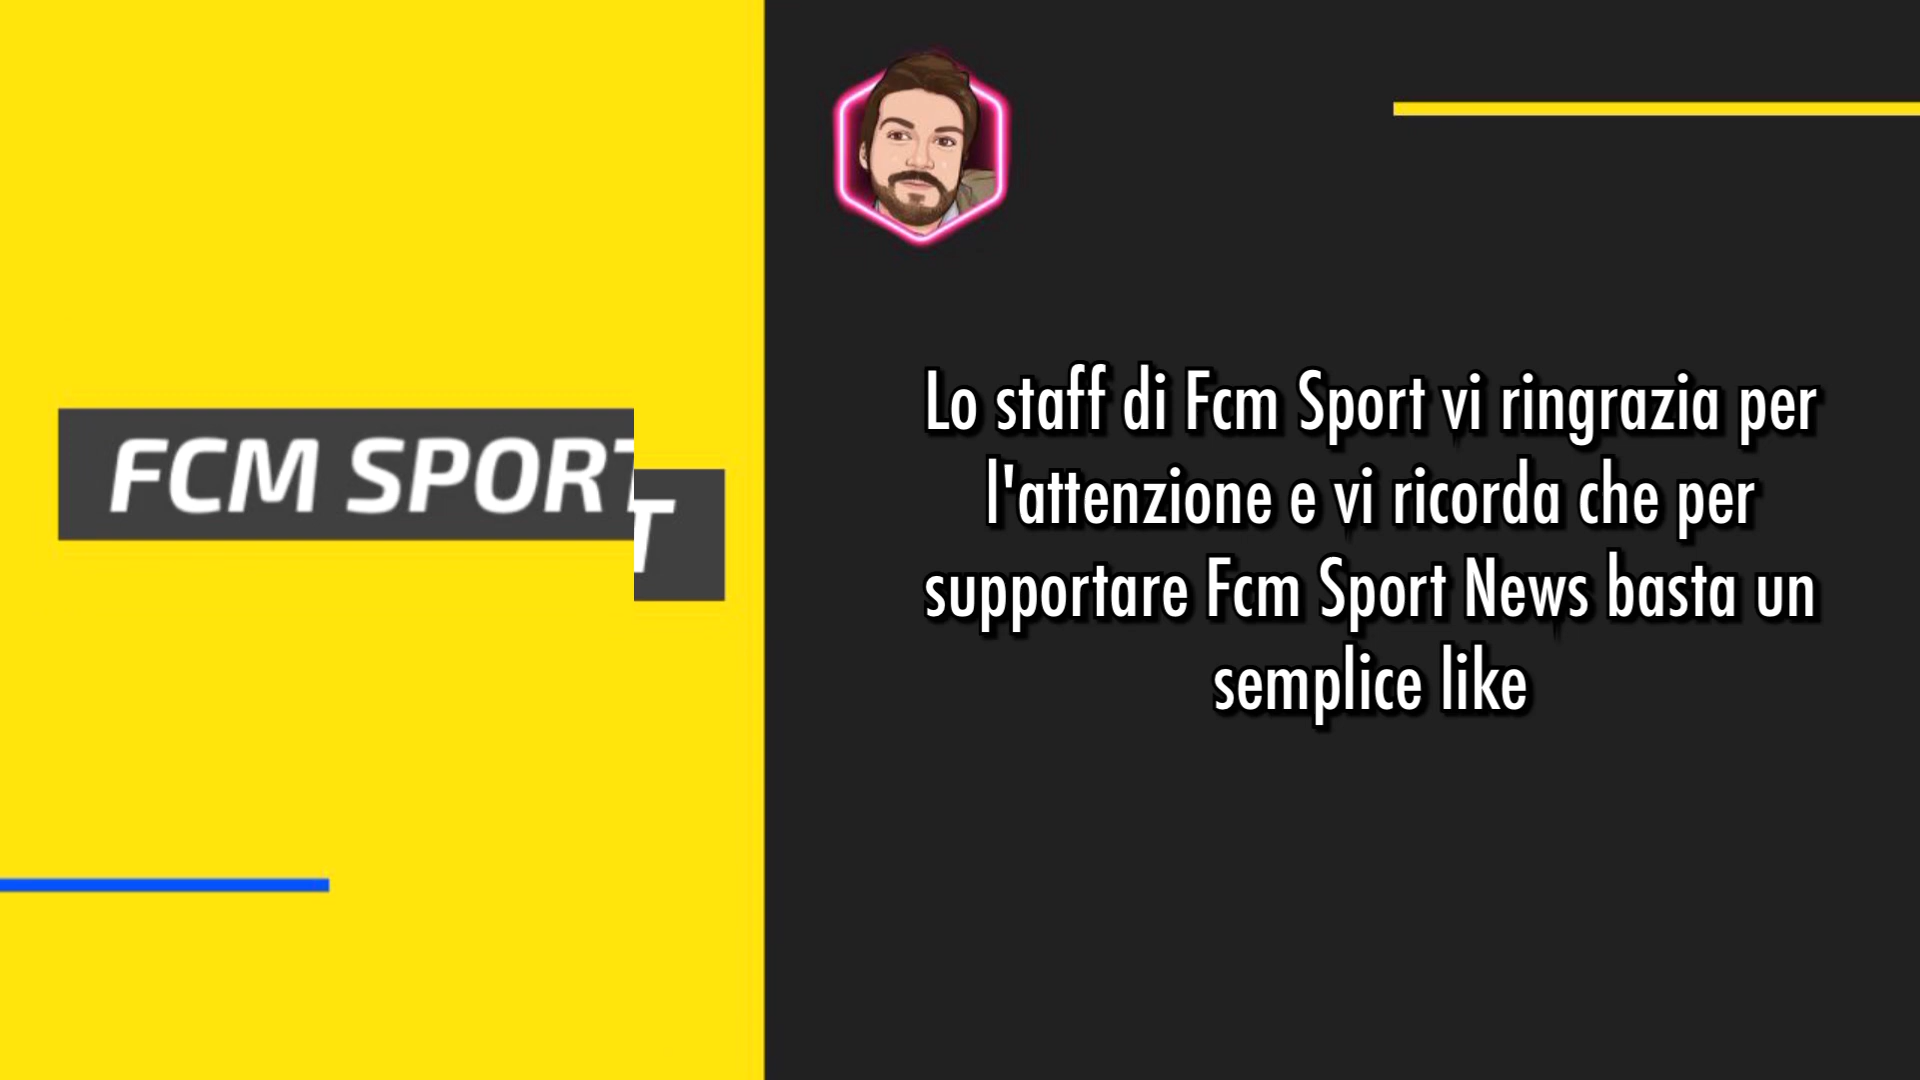 FCM SPORT
T
Lo staff di Fcm Sport vi ringrazia per
l'attenzione e vi ricorda che per
supportare Fcm Sport News basta un
semplice like